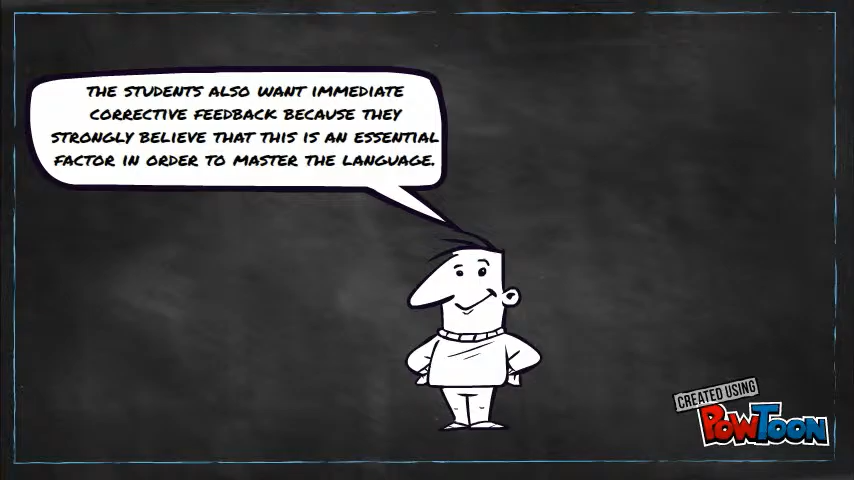 THE STUDENTS ALSO WANT IMMEDIATE
CORRECTIVE FEEDBACK BECAUSE THEY
STRONGLY BELIEVE THAT THIS IS AN ESSENTIAL
FACTOR IN ORDER TO MASTER THE LANGUAGE.
CREATED USING
POWTOON